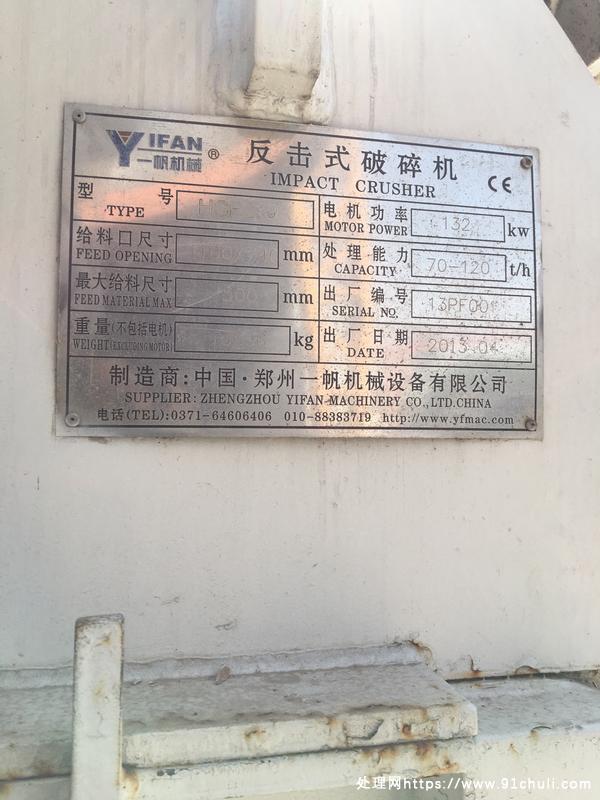 YIFAN
一帆机械®
反击式破碎机
IMPACT CRUSHER
CE
型 号
TYPE
电机功率
MOTOR POWER
132
kw
给料口尺寸
FEED OPENING
mm
处理能力
CAPACITY
70-120
t/h
最大给料尺寸
FEED MATERIAL MAX
mm
出厂编号
SERIAL NO.
13PF001
重量(不包括电机)
WEIGHT(EXCLUDING MOTOR)
kg
出厂日期
DATE
2013.04
制造商:中国·郑州一帆机械设备有限公司
SUPPLIER: ZHENGZHOU YIFAN MACHINERY CO.,LTD.CHINA
电话(TEL):0371-64606406 010-88383719 http://www.yfmac.com
处理网https://www.91chuli.com